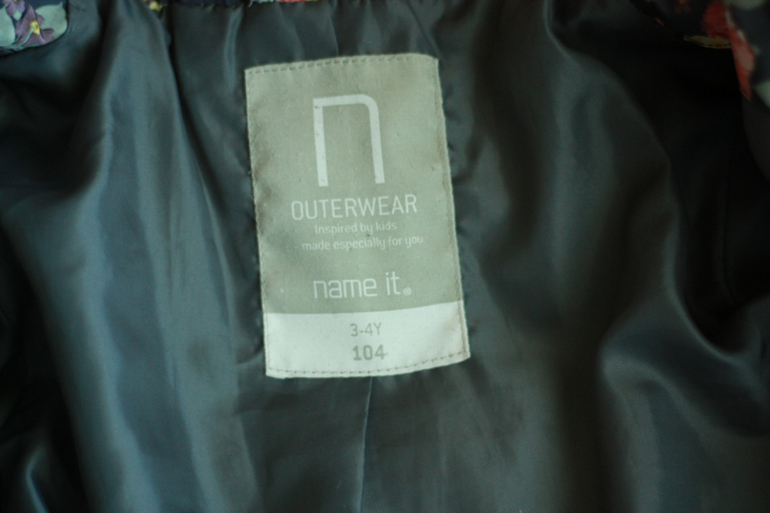 n
OUTERWEAR
Inspired by kids
made especially for you
name it®
3-4Y
104